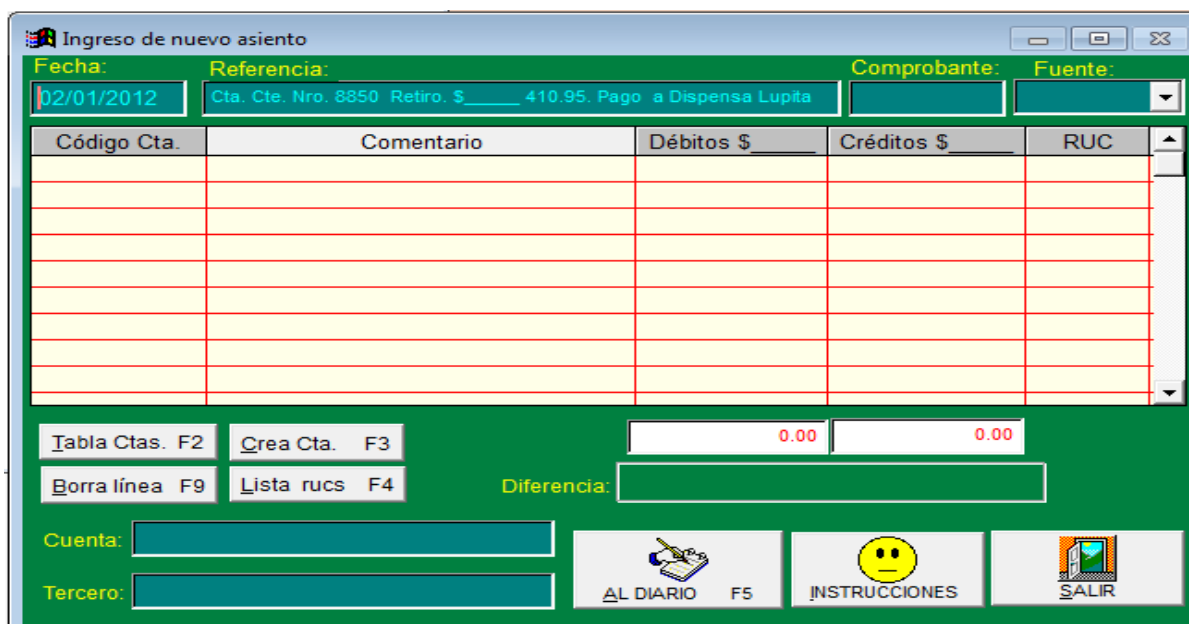 Ingreso de nuevo asiento
Fecha: Referencia: Comprobante: Fuente:
02/01/2012 Cta. Cte. Nro. 8850 Retiro. $_____ 410.95. Pago a Dispensa Lupita
Código Cta. Comentario Débitos $_____ Créditos $_____ RUC
Tabla Ctas. F2 Crea Cta. F3 0.00 0.00
Borra línea F9 Lista rucs F4 Diferencia:
Cuenta:
Tercero: AL DIARIO F5 INSTRUCCIONES SALIR